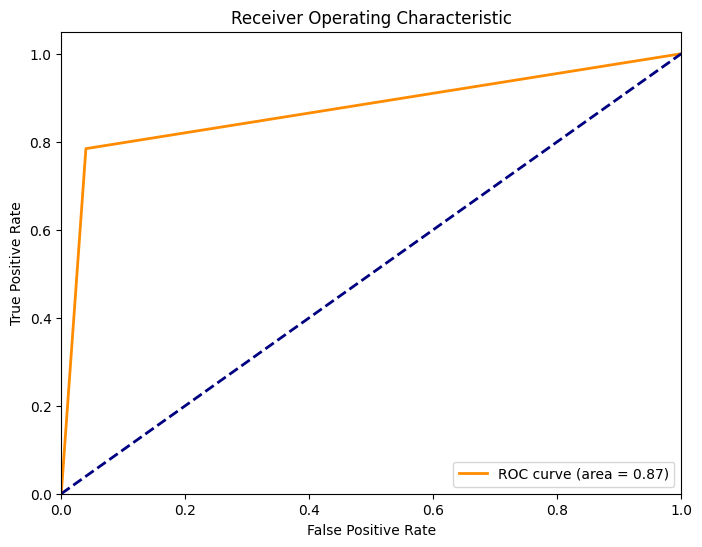 Receiver Operating Characteristic
1.0
0.8
0.6
0.4
0.2
0.0
True Positive Rate
ROC curve (area = 0.87)
0.0 0.2 0.4 0.6 0.8 1.0
False Positive Rate